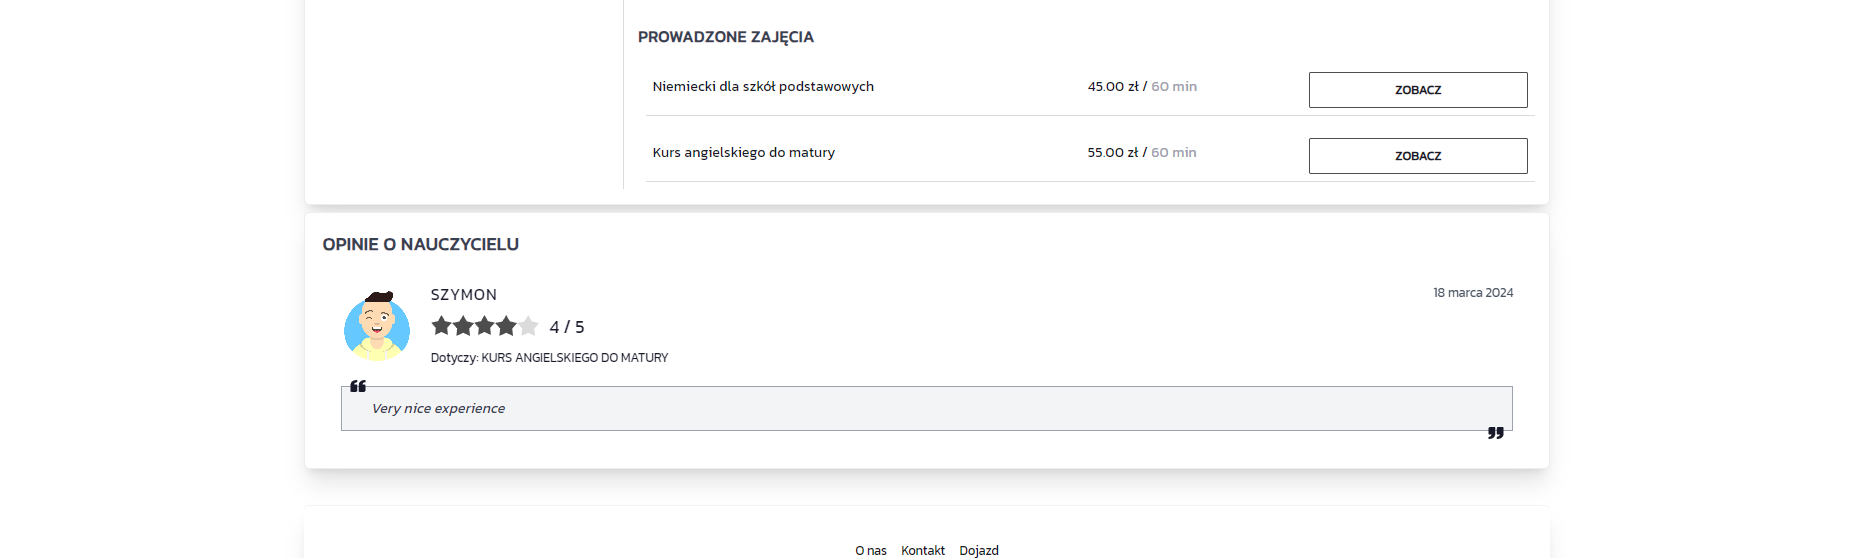 PROWADZONE ZAJĘCIA
Niemiecki dla szkół podstawowych 45.00 zł / 60 min ZOBACZ
Kurs angielskiego do matury 55.00 zł / 60 min ZOBACZ
OPINIE O NAUCZYCIELU
SZYMON 18 marca 2024
4 / 5
Dotyczy: KURS ANGIELSKIEGO DO MATURY
“
Very nice experience
”
O nas Kontakt Dojazd